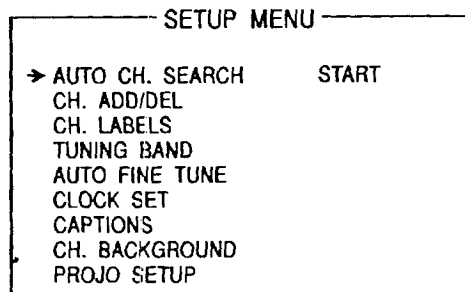 SETUP MENU
→ AUTO CH. SEARCH START
CH. ADD/DEL
CH. LABELS
TUNING BAND
AUTO FINE TUNE
CLOCK SET
CAPTIONS
CH. BACKGROUND
PROJO SETUP